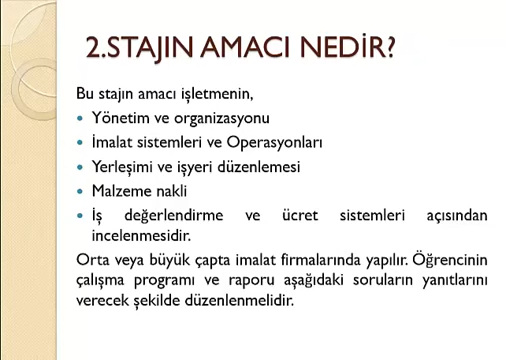 2.STAJIN AMACI NEDİR?
Bu stajın amacı işletmenin,
• Yönetim ve organizasyonu
• İmalat sistemleri ve Operasyonları
• Yerleşimi ve işyeri düzenlemesi
• Malzeme nakli
• İş değerlendirme ve ücret sistemleri açısından
incelenmesidir.
Orta veya büyük çapta imalat firmalarında yapılır. Öğrencinin
çalışma programı ve raporu aşağıdaki soruların yanıtlarını
verecek şekilde düzenlenmelidir.